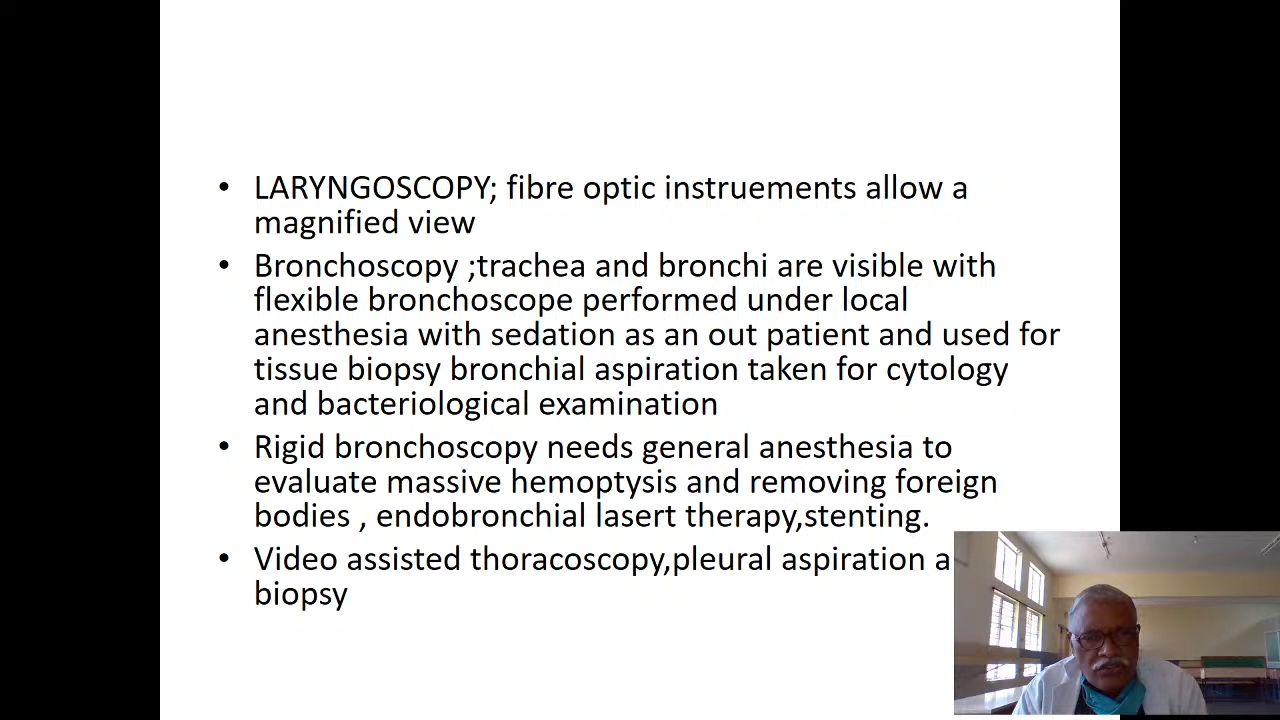 • LARYNGOSCOPY; fibre optic instruements allow a
magnified view
• Bronchoscopy ;trachea and bronchi are visible with
flexible bronchoscope performed under local
anesthesia with sedation as an out patient and used for
tissue biopsy bronchial aspiration taken for cytology
and bacteriological examination
• Rigid bronchoscopy needs general anesthesia to
evaluate massive hemoptysis and removing foreign
bodies , endobronchial lasert therapy,stenting.
• Video assisted thoracoscopy,pleural aspiration
biopsy